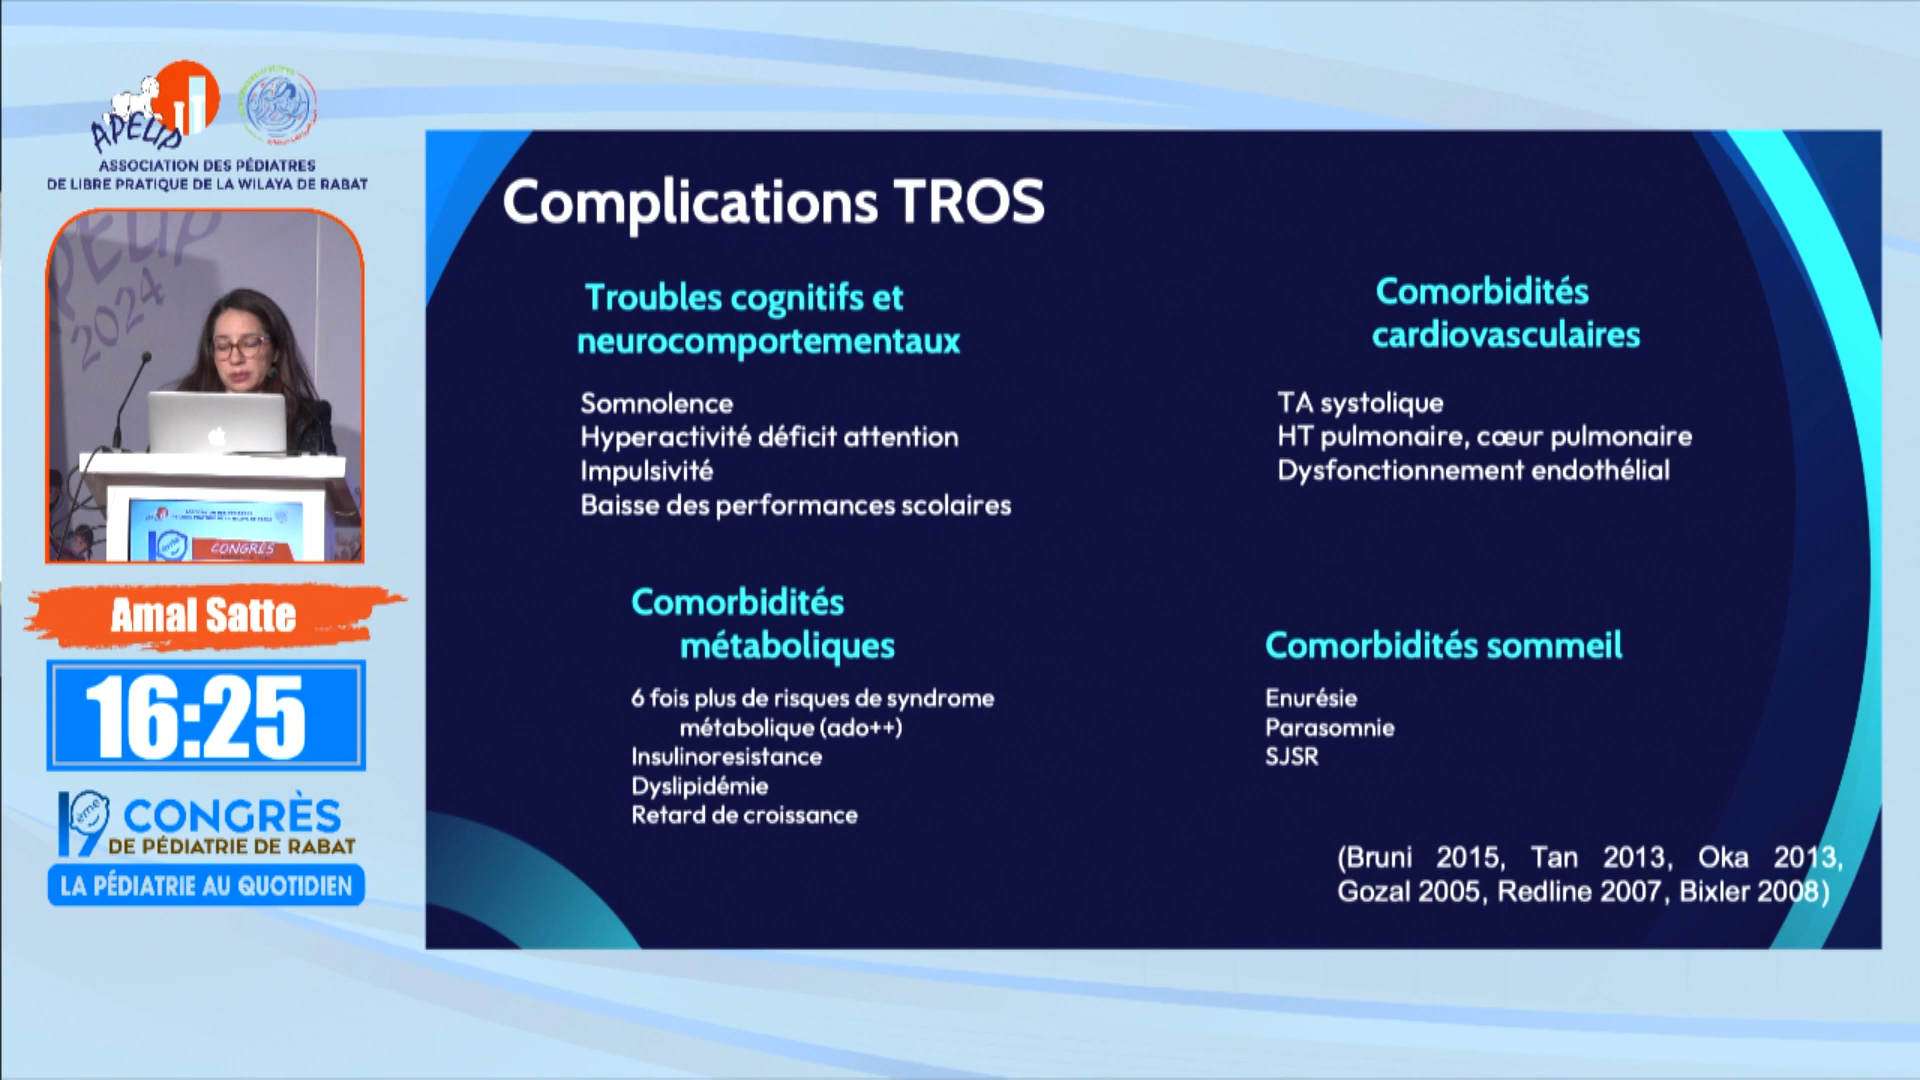 APELIP
ASSOCIATION DES PÉDIATRES
DE LIBRE PRATIQUE DE LA WILAYA DE RABAT
APELIP
2024
CONGRÈS
Amal Satte
16:25
19ème CONGRÈS
DE PÉDIATRIE DE RABAT
LA PÉDIATRIE AU QUOTIDIEN
Complications TROS
Troubles cognitifs et
neurocomportementaux
Somnolence
Hyperactivité déficit attention
Impulsivité
Baisse des performances scolaires
Comorbidités
cardiovasculaires
TA systolique
HT pulmonaire, cœur pulmonaire
Dysfonctionnement endothélial
Comorbidités
métaboliques
6 fois plus de risques de syndrome
métabolique (ado++)
Insulinoresistance
Dyslipidémie
Retard de croissance
Comorbidités sommeil
Enurésie
Parasomnie
SJSR
(Bruni 2015, Tan 2013, Oka 2013,
Gozal 2005, Redline 2007, Bixler 2008)